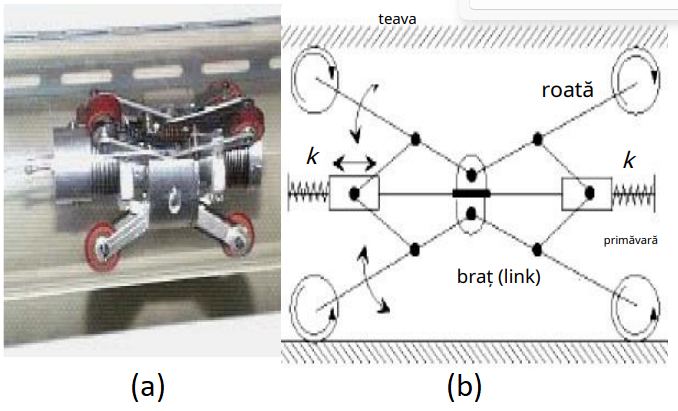 teava
roată
k
k
primăvară
braț (link)
(a)
(b)